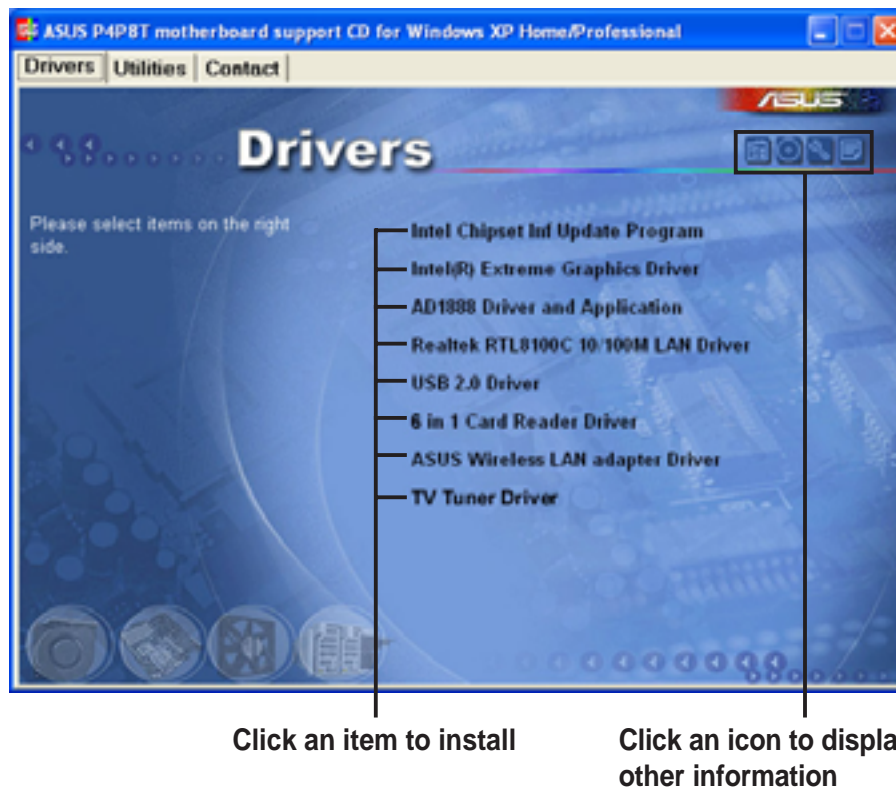 ASUS P4P8T motherboard support CD for Windows XP Home/Professional
Drivers Utilities Contact
ASUS
Drivers
Please select items on the right
side.
Intel Chipset Inf Update Program
Intel(R) Extreme Graphics Driver
AD1888 Driver and Application
Realtek RTL8100C 10/100M LAN Driver
USB 2.0 Driver
6 in 1 Card Reader Driver
ASUS Wireless LAN adapter Driver
TV Tuner Driver
Click an item to install
Click an icon to displa
other information